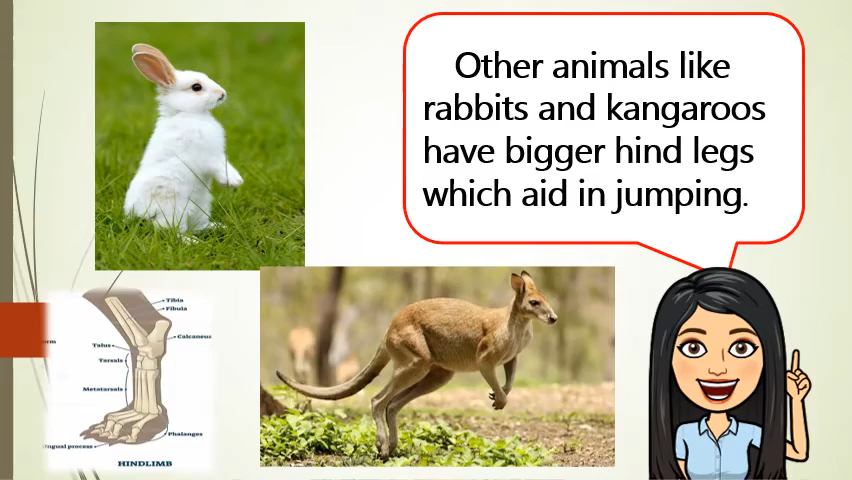 Other animals like
rabbits and kangaroos
have bigger hind legs
which aid in jumping.
Tibia
Fibula
Calcaneus
Talus
Tarsals
Metatarsals
Phalanges
HINDLIMB